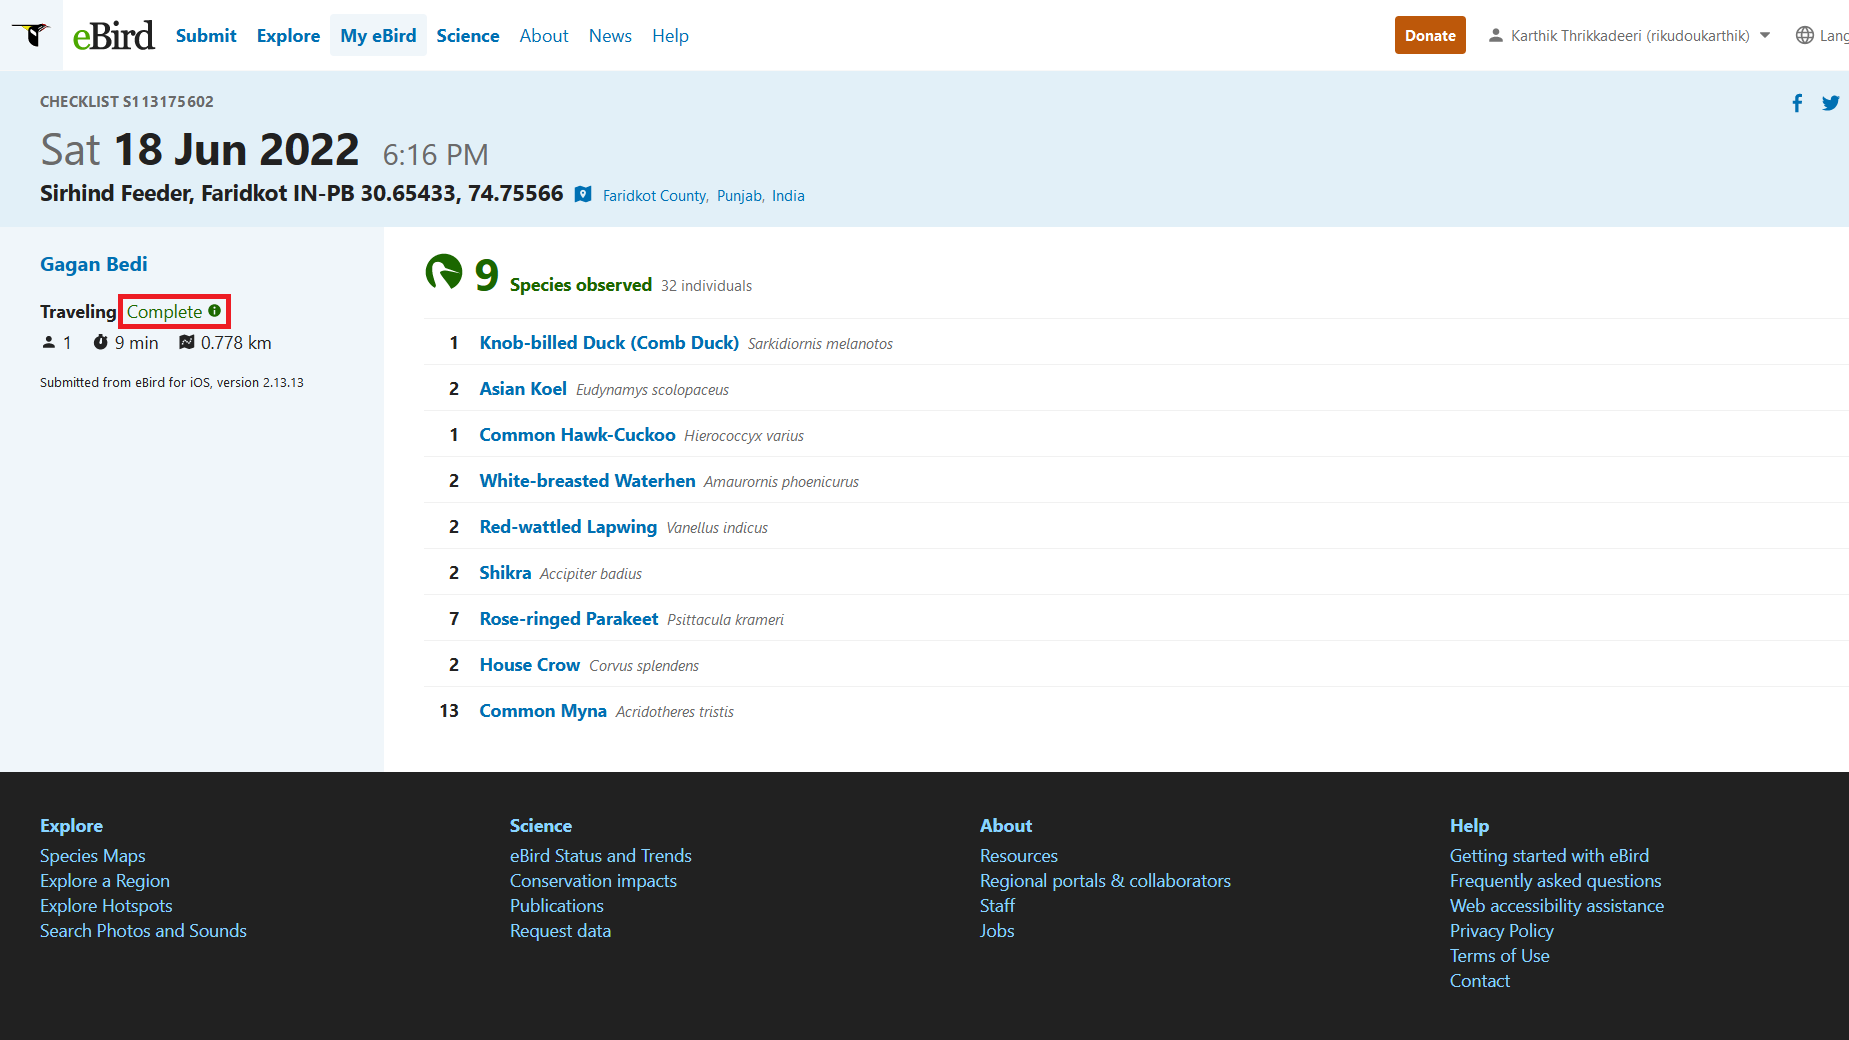 eBird Submit Explore My eBird Science About News Help Donate Karthik Thrikkadeeri (rikudoukarthik) Lang
CHECKLIST S113175602
Sat 18 Jun 2022 6:16 PM
Sirhind Feeder, Faridkot IN-PB 30.65433, 74.75566 Faridkot County, Punjab, India
Gagan Bedi
Traveling Complete
1 9 min 0.778 km
Submitted from eBird for iOS, version 2.13.13
9 Species observed 32 individuals
1 Knob-billed Duck (Comb Duck) Sarkidiornis melanotos
2 Asian Koel Eudynamys scolopaceus
1 Common Hawk-Cuckoo Hierococcyx varius
2 White-breasted Waterhen Amaurornis phoenicurus
2 Red-wattled Lapwing Vanellus indicus
2 Shikra Accipiter badius
7 Rose-ringed Parakeet Psittacula krameri
2 House Crow Corvus splendens
13 Common Myna Acridotheres tristis
Explore
Species Maps
Explore a Region
Explore Hotspots
Search Photos and Sounds
Science
eBird Status and Trends
Conservation impacts
Publications
Request data
About
Resources
Regional portals & collaborators
Staff
Jobs
Help
Getting started with eBird
Frequently asked questions
Web accessibility assistance
Privacy Policy
Terms of Use
Contact